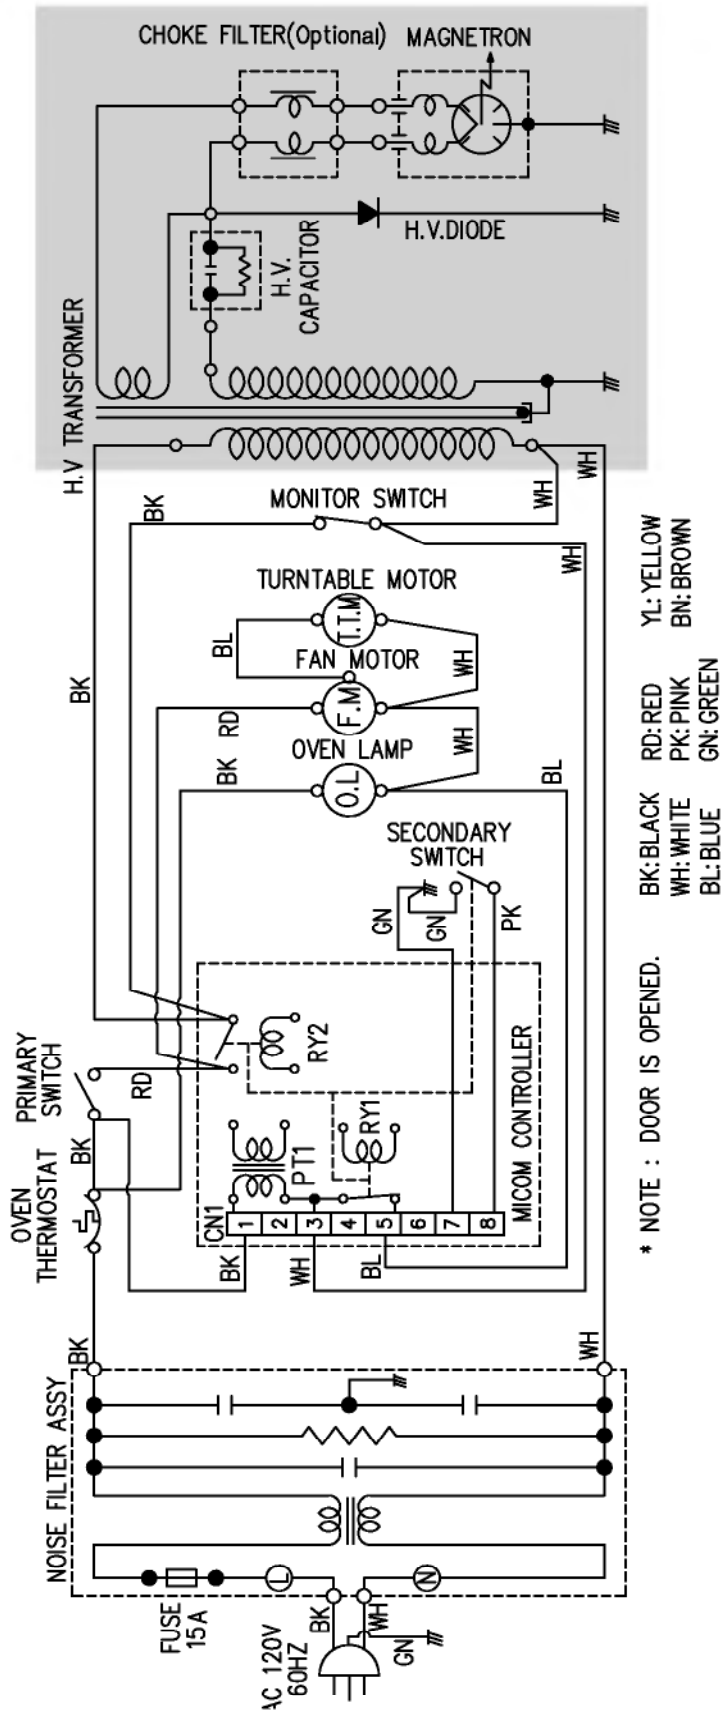 CHOKE FILTER(Optional)
MAGNETRON
H.V.DIODE
H.V.
CAPACITOR
H.V TRANSFORMER
BK
MONITOR SWITCH
WH
WH
WH
TURNTABLE MOTOR
BL
T.T.M
WH
FAN MOTOR
BK
RD
F.M
WH
OVEN LAMP
BK
O.L
BL
SECONDARY
SWITCH
GN
GN
PK
PRIMARY
SWITCH
RD
RY2
BK
OVEN
THERMOSTAT
PT1
RY1
MICOM CONTROLLER
CN1
1
2
3
4
5
6
7
8
BK
WH
BL
BK
WH
NOISE FILTER ASSY
FUSE
15A
L
N
BK
WH
GN
AC 120V
60HZ
YL:YELLOW
BN:BROWN
RD:RED
PK:PINK
GN:GREEN
BK:BLACK
WH:WHITE
BL:BLUE
* NOTE : DOOR IS OPENED.